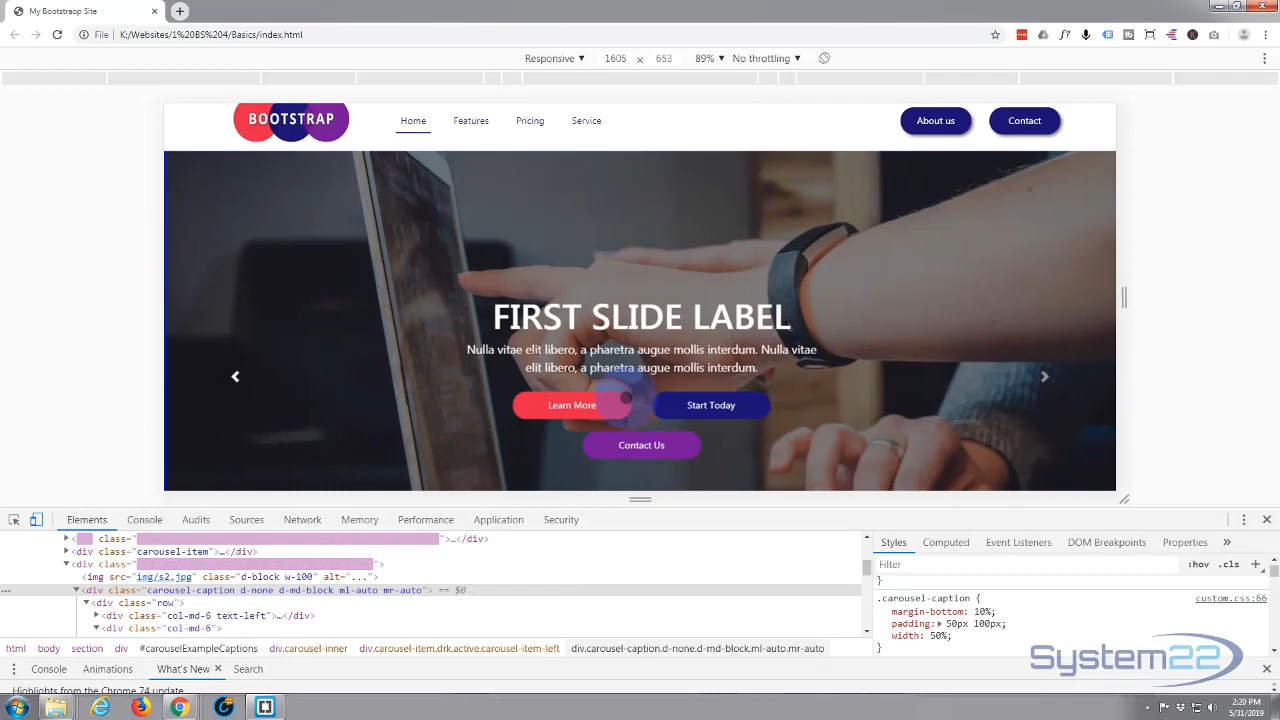 My Bootstraop Site
File | K:/Websites/1%20BS%204/Basics/index.html
Responsive ▼ 1605 × 653 89% ▼ No throttling ▼
BOOTSTRAP Home Features Pricing Service About us Contact
FIRST SLIDE LABEL
Nulla vitae elit libero, a pharetra augue mollis interdum. Nulla vitae
elit libero, a pharetra augue mollis interdum.
Learn More Start Today
Contact Us
Elements Console Audits Sources Network Memory Performance Application Security
< class=" ">…</div>
<div class="carousel-item">…</div>
<div class=" ">
<img src="img/s2.jpg" class="d-block w-100" alt="...">
<div class="carousel-caption d-none d-md-block ml-auto mr-auto"> == $0
<div class="row">
<div class="col-md-6 text-left">…</div>
<div class="col-md-6">
html body section div #carouselExampleCaptions div.carousel-inner div.carousel-item.drk.active.carousel-item-left div.carousel-caption.d-none.d-md-block.ml-auto.mr-auto
Styles Computed Event Listeners DOM Breakpoints Properties »
Filter :hov .cls +
}
.carousel-caption { custom.css:66
margin-bottom: 10%;
padding: 50px 100px;
width: 50%;
}
Console Animations What's New × Search
Highlights from the Chrome 74 update
System22
2:20 PM
5/31/2019